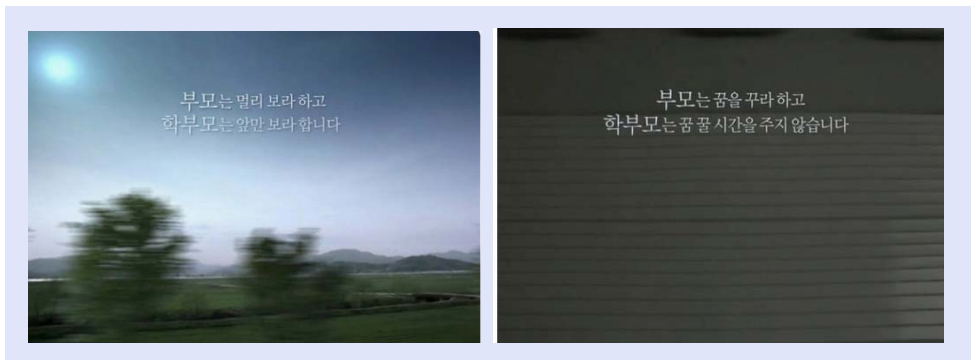 부모는 멀리 보라 하고
학부모는 앞만 보라 합니다
부모는 꿈을 꾸라 하고
학부모는 꿈 꿀 시간을 주지 않습니다